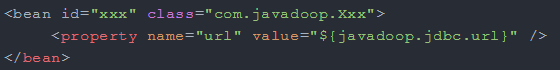 <bean id="xxx" class="com.javadoop.Xxx">
<property name="url" value="${javadoop.jdbc.url}" />
</bean>